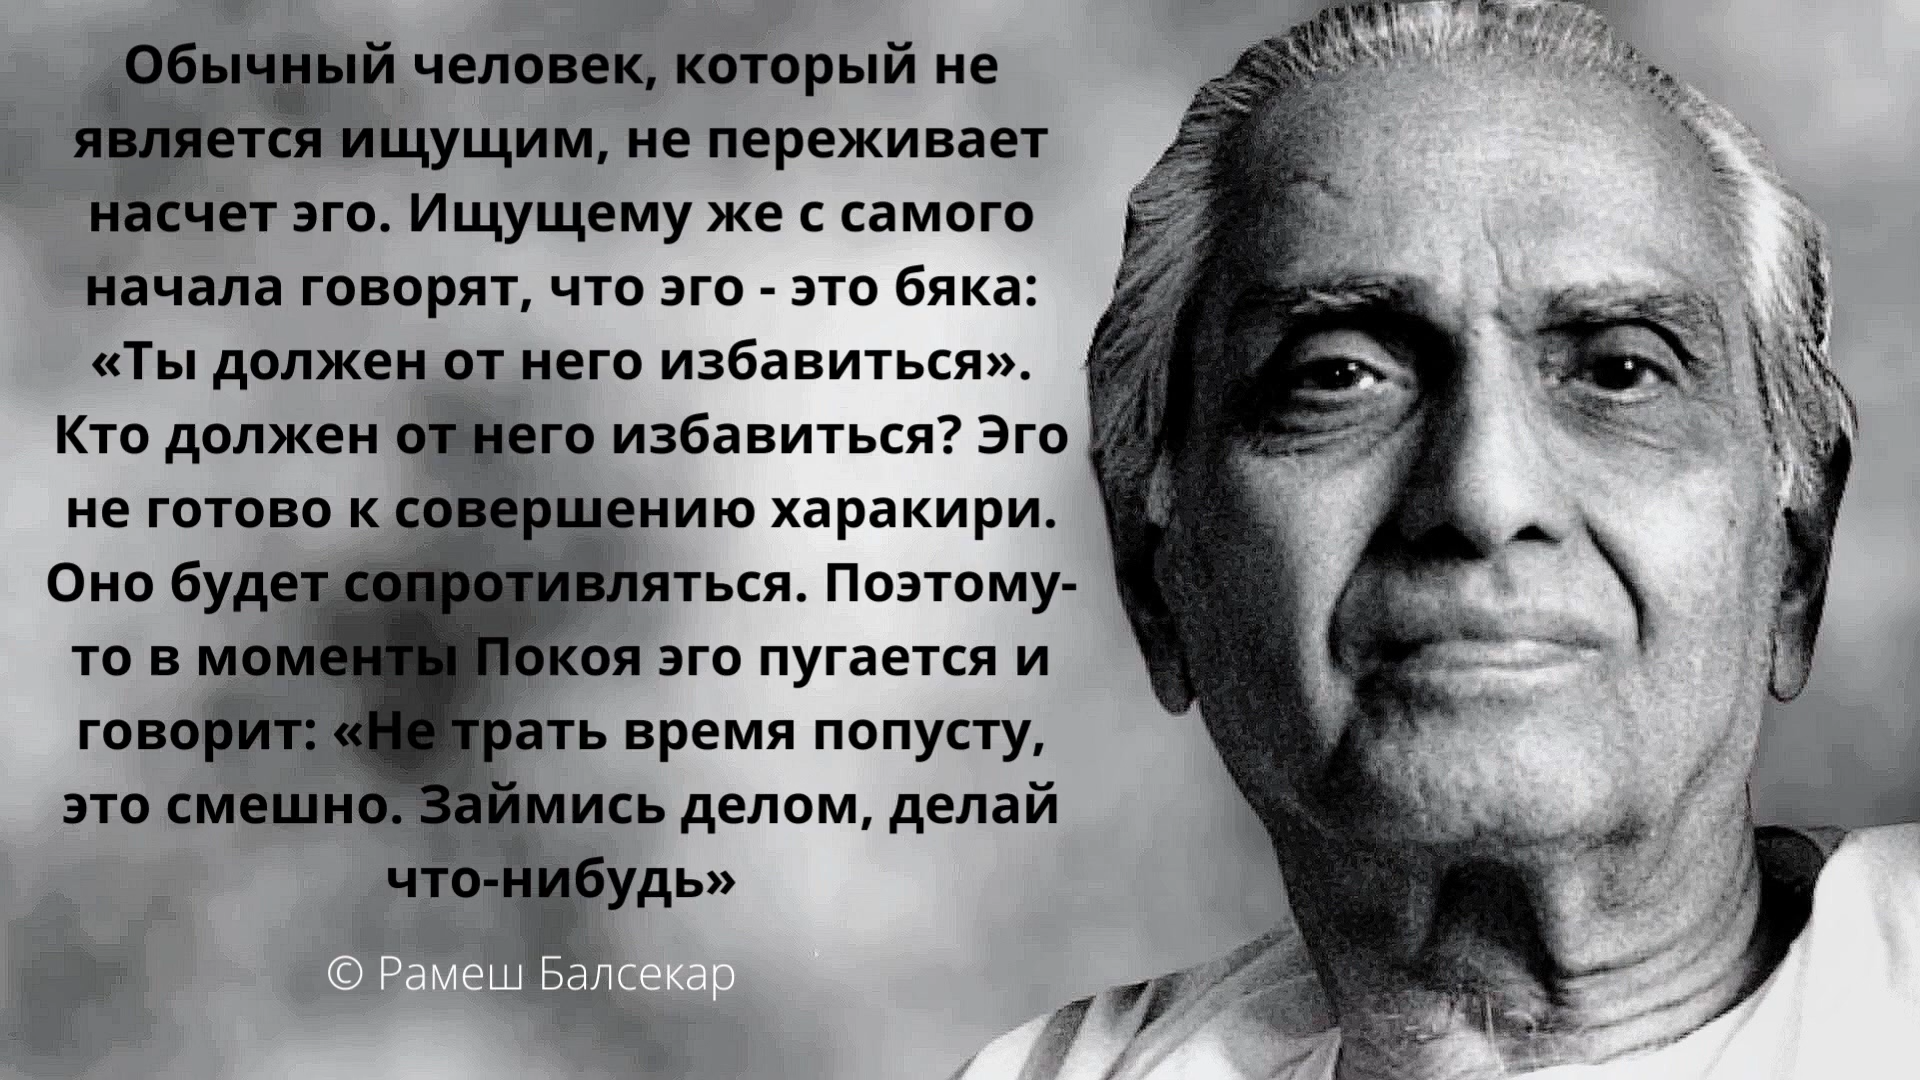 Обычный человек, который не
является ищущим, не переживает
насчет эго. Ищущему же с самого
начала говорят, что эго - это бяка:
«Ты должен от него избавиться».
Кто должен от него избавиться? Эго
не готово к совершению харакири.
Оно будет сопротивляться. Поэтому-
то в моменты Покоя эго пугается и
говорит: «Не трать время попусту,
это смешно. Займись делом, делай
что-нибудь»
© Рамеш Балсекар